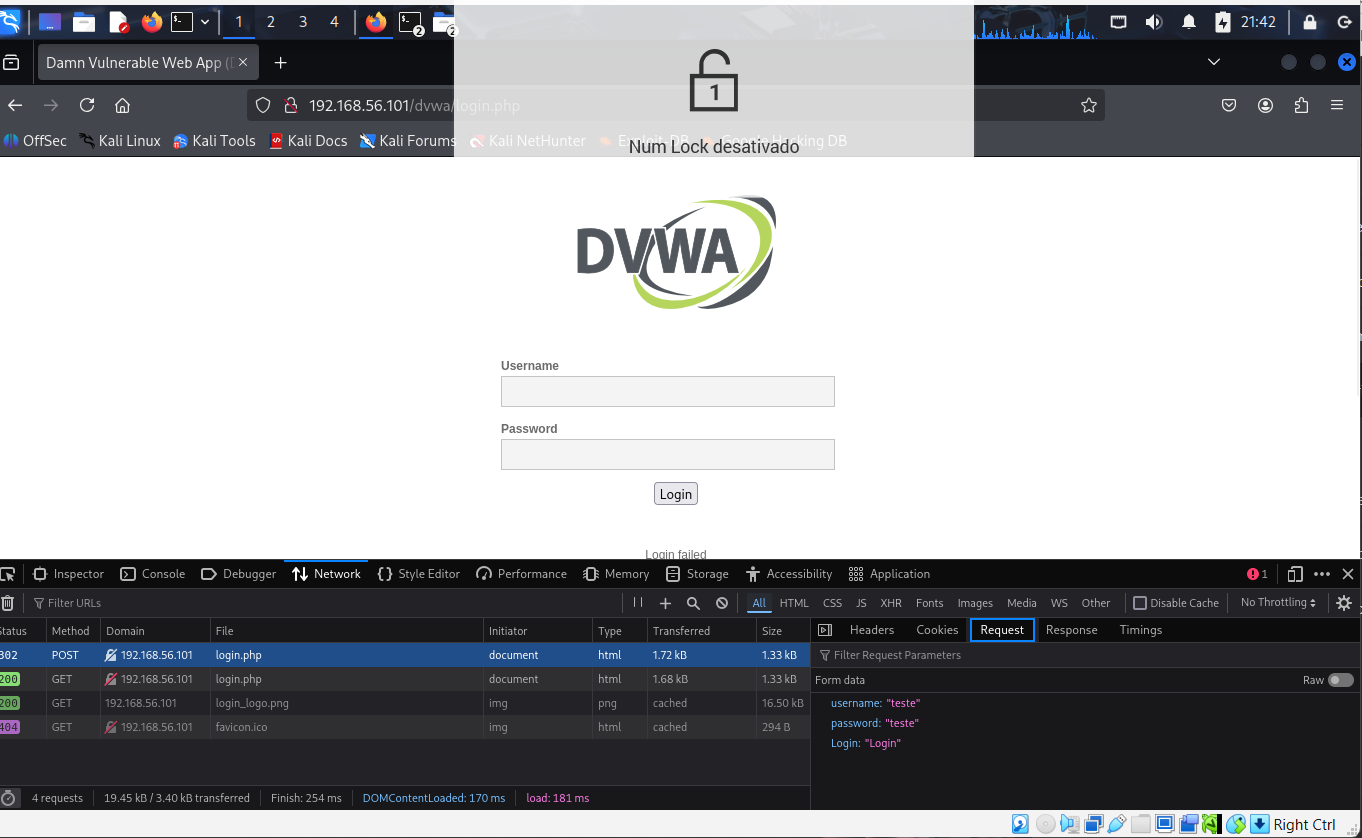 1 2 3 4 2 2 21:42
Damn Vulnerable Web App (D
1
192.168.56.101/dvwa/login.php
OffSec Kali Linux Kali Tools Kali Docs Kali Forums Kali NetHunter Exploit-DB Google Hacking DB
Num Lock desativado
DVWA
Username
Password
Login
Login failed
Inspector Console Debugger Network Style Editor Performance Memory Storage Accessibility Application 1
Filter URLs All HTML CSS JS XHR Fonts Images Media WS Other Disable Cache No Throttling
Status Method Domain File Initiator Type Transferred Size Headers Cookies Request Response Timings
302 POST 192.168.56.101 login.php document html 1.72 kB 1.33 kB Filter Request Parameters
200 GET 192.168.56.101 login.php document html 1.68 kB 1.33 kB Form data Raw
200 GET 192.168.56.101 login_logo.png img png cached 16.50 kB username: "teste"
404 GET 192.168.56.101 favicon.ico img html cached 294 B password: "teste"
Login: "Login"
4 requests 19.45 kB / 3.40 kB transferred Finish: 254 ms DOMContentLoaded: 170 ms load: 181 ms
Right Ctrl